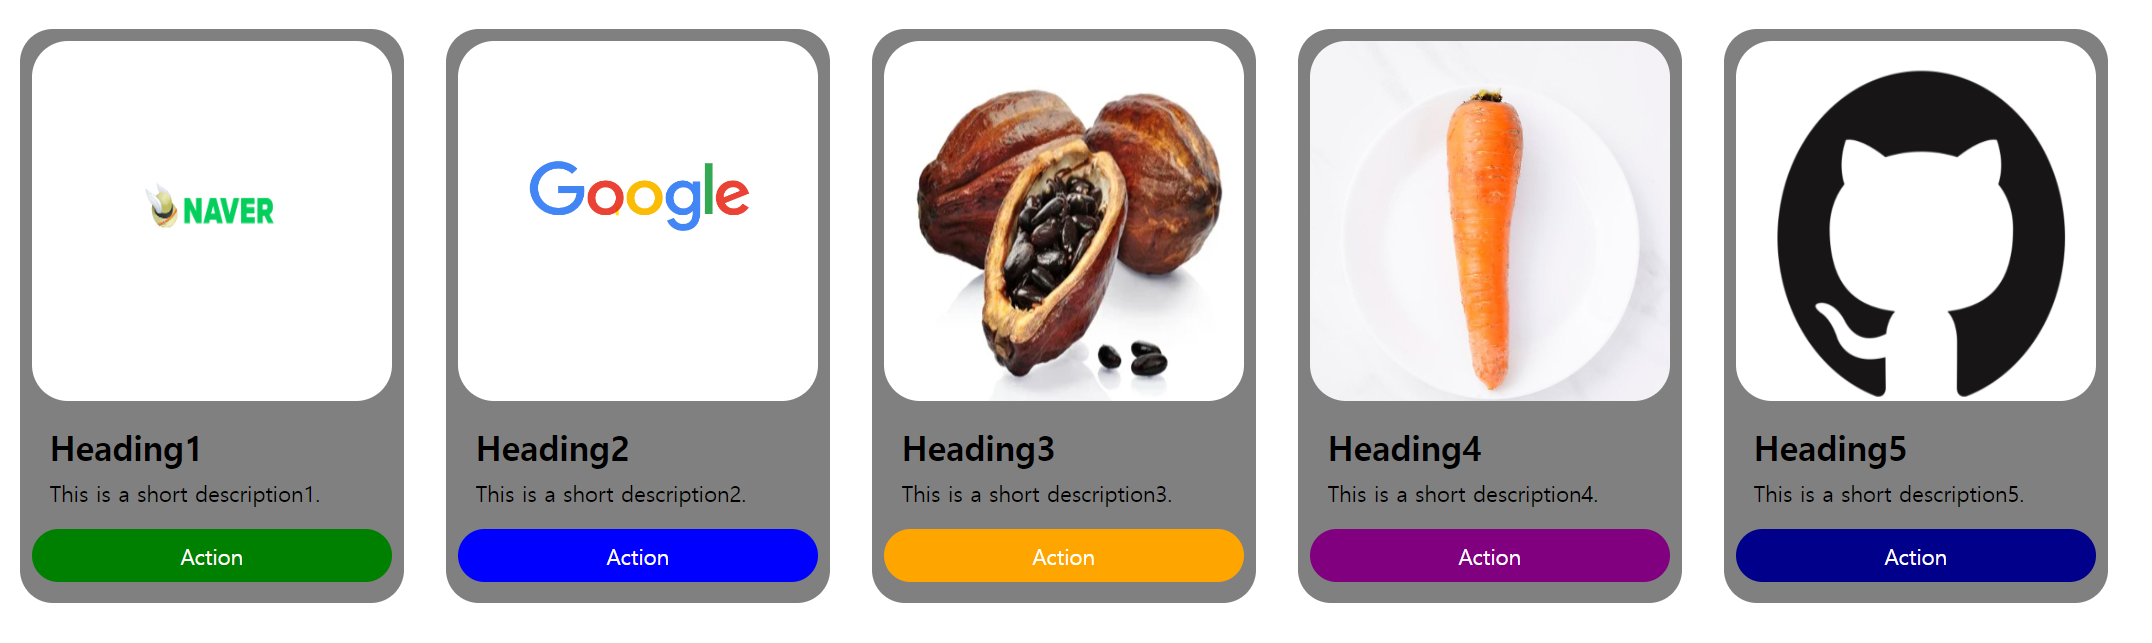 NAVER
Google
Heading1
This is a short description1.
Action
Heading2
This is a short description2.
Action
Heading3
This is a short description3.
Action
Heading4
This is a short description4.
Action
Heading5
This is a short description5.
Action